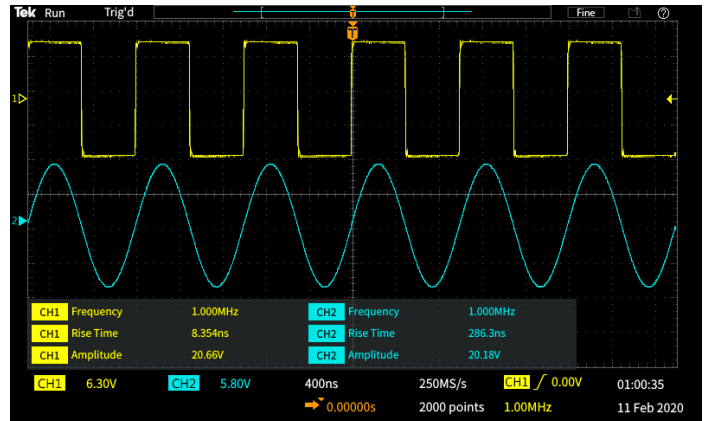 Tek Run Trig'd Fine
T
T
1
2
CH1 Frequency 1.000MHz CH2 Frequency 1.000MHz
CH1 Rise Time 8.354ns CH2 Rise Time 286.3ns
CH1 Amplitude 20.66V CH2 Amplitude 20.18V
CH1 6.30V CH2 5.80V 400ns 250MS/s CH1 0.00V 01:00:35
0.00000s 2000 points 1.00MHz 11 Feb 2020